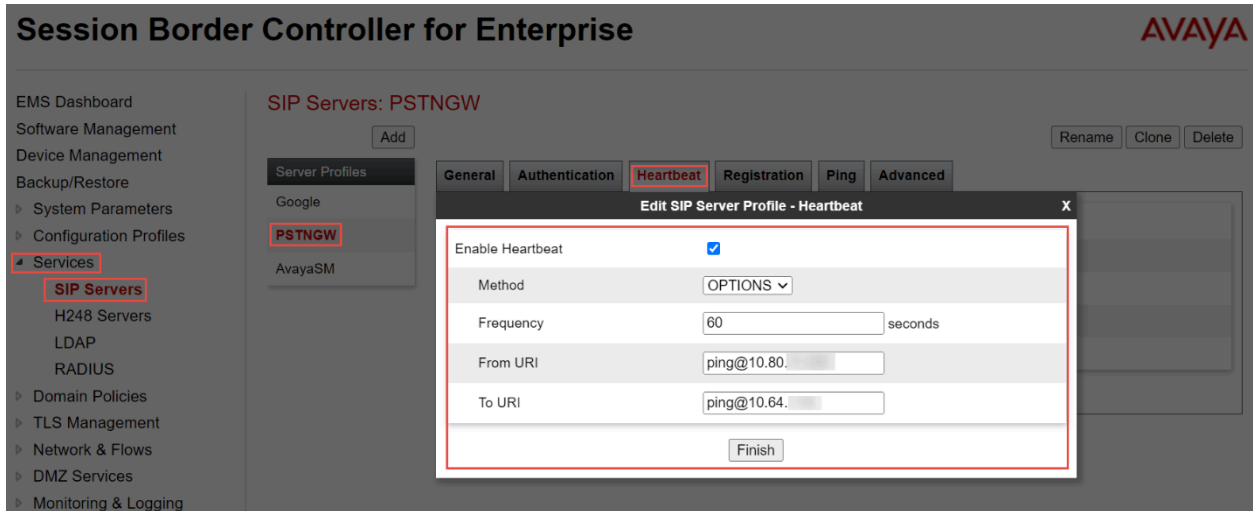 Session Border Controller for Enterprise
AVAYA
EMS Dashboard
Software Management
Device Management
Backup/Restore
System Parameters
Configuration Profiles
Services
SIP Servers
H248 Servers
LDAP
RADIUS
Domain Policies
TLS Management
Network & Flows
DMZ Services
Monitoring & Logging
SIP Servers: PSTNGW
Add
Rename Clone Delete
Server Profiles
Google
PSTNGW
AvayaSM
General Authentication Heartbeat Registration Ping Advanced
Edit SIP Server Profile - Heartbeat X
Enable Heartbeat
Method OPTIONS
Frequency 60 seconds
From URI ping@10.80.
To URI ping@10.64.
Finish